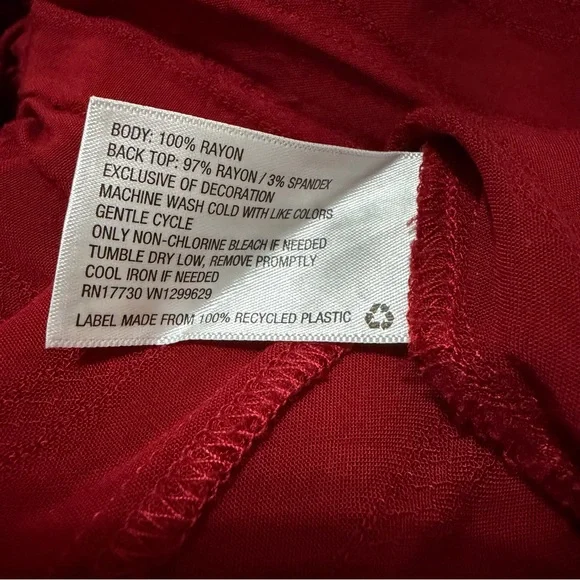 BODY: 100% RAYON
BACK TOP: 97% RAYON / 3% SPANDEX
EXCLUSIVE OF DECORATION
MACHINE WASH COLD WITH LIKE COLORS
GENTLE CYCLE
ONLY NON-CHLORINE BLEACH IF NEEDED
TUMBLE DRY LOW, REMOVE PROMPTLY
COOL IRON IF NEEDED
RN17730 VN1299629
LABEL MADE FROM 100% RECYCLED PLASTIC